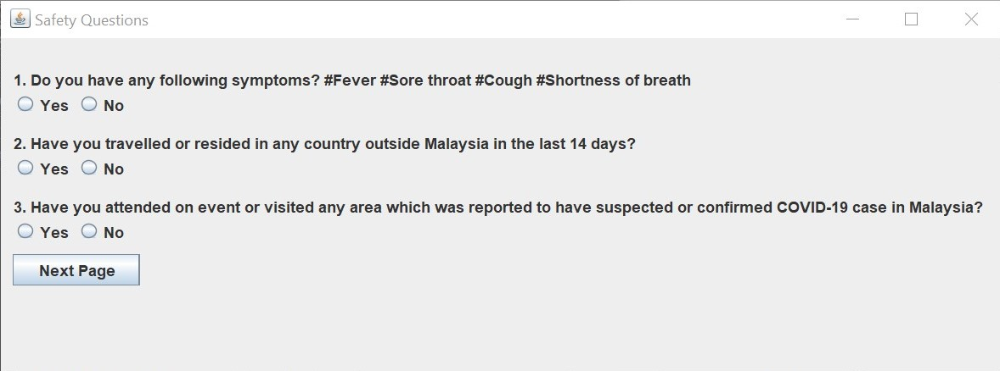 Safety Questions
1. Do you have any following symptoms? #Fever #Sore throat #Cough #Shortness of breath
Yes No
2. Have you travelled or resided in any country outside Malaysia in the last 14 days?
Yes No
3. Have you attended on event or visited any area which was reported to have suspected or confirmed COVID-19 case in Malaysia?
Yes No
Next Page